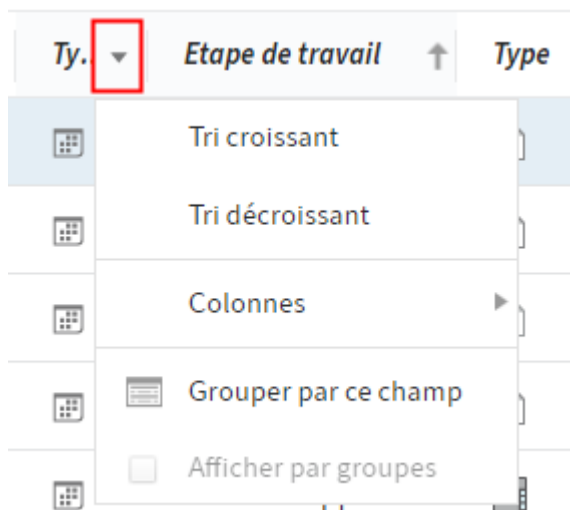 Ty. Etape de travail Type
Tri croissant
Tri décroissant
Colonnes
Grouper par ce champ
Afficher par groupes